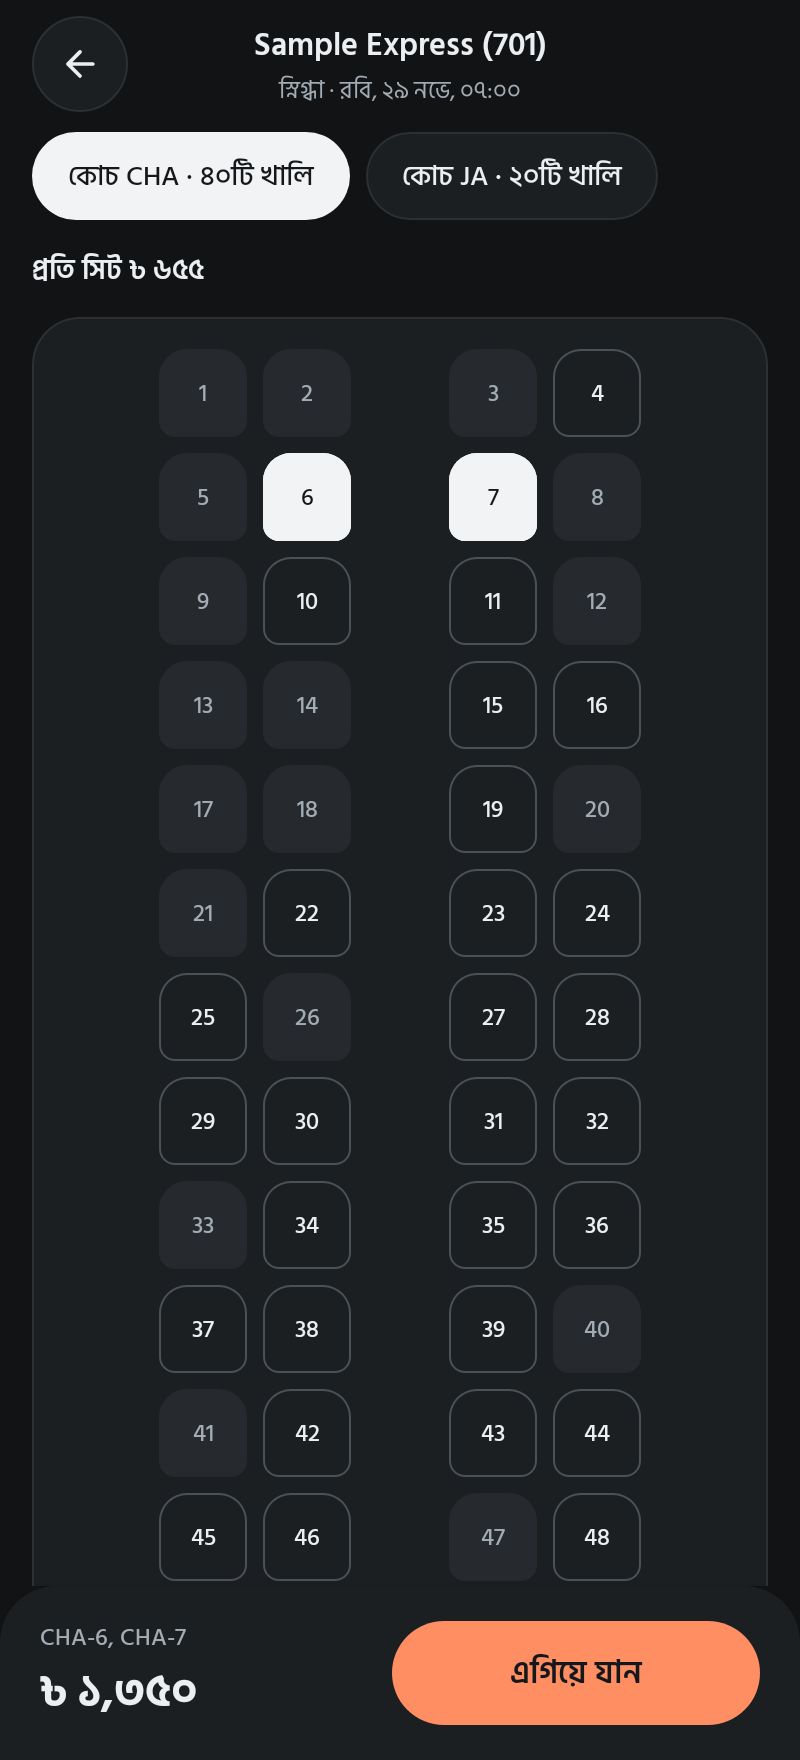 Sample Express (701)
স্নিগ্ধা · রবি, ২৯ নভে, ০৭:০০
কোচ CHA · ৪০টি খালি
কোচ JA · ২০টি খালি
প্রতি সিট ৳ ৬৫৫
1 2 3 4
5 6 7 8
9 10 11 12
13 14 15 16
17 18 19 20
21 22 23 24
25 26 27 28
29 30 31 32
33 34 35 36
37 38 39 40
41 42 43 44
45 46 47 48
CHA-6, CHA-7
৳ ১,৩৫০
এগিয়ে যান